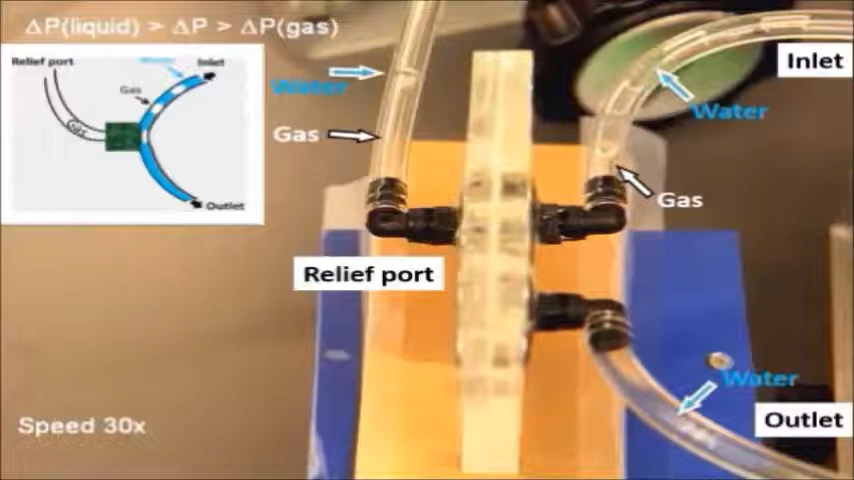 ΔP(liquid) > ΔP > ΔP(gas)
Relief port
Inlet
Gas
Gas
Outlet
Water
Gas
Relief port
Inlet
Water
Gas
Water
Outlet
Speed 30x